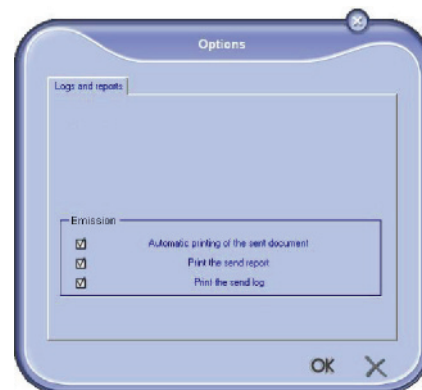 Options
Logs and reports
Emission
Automatic printing of the sent document
Print the send report
Print the send log
OK